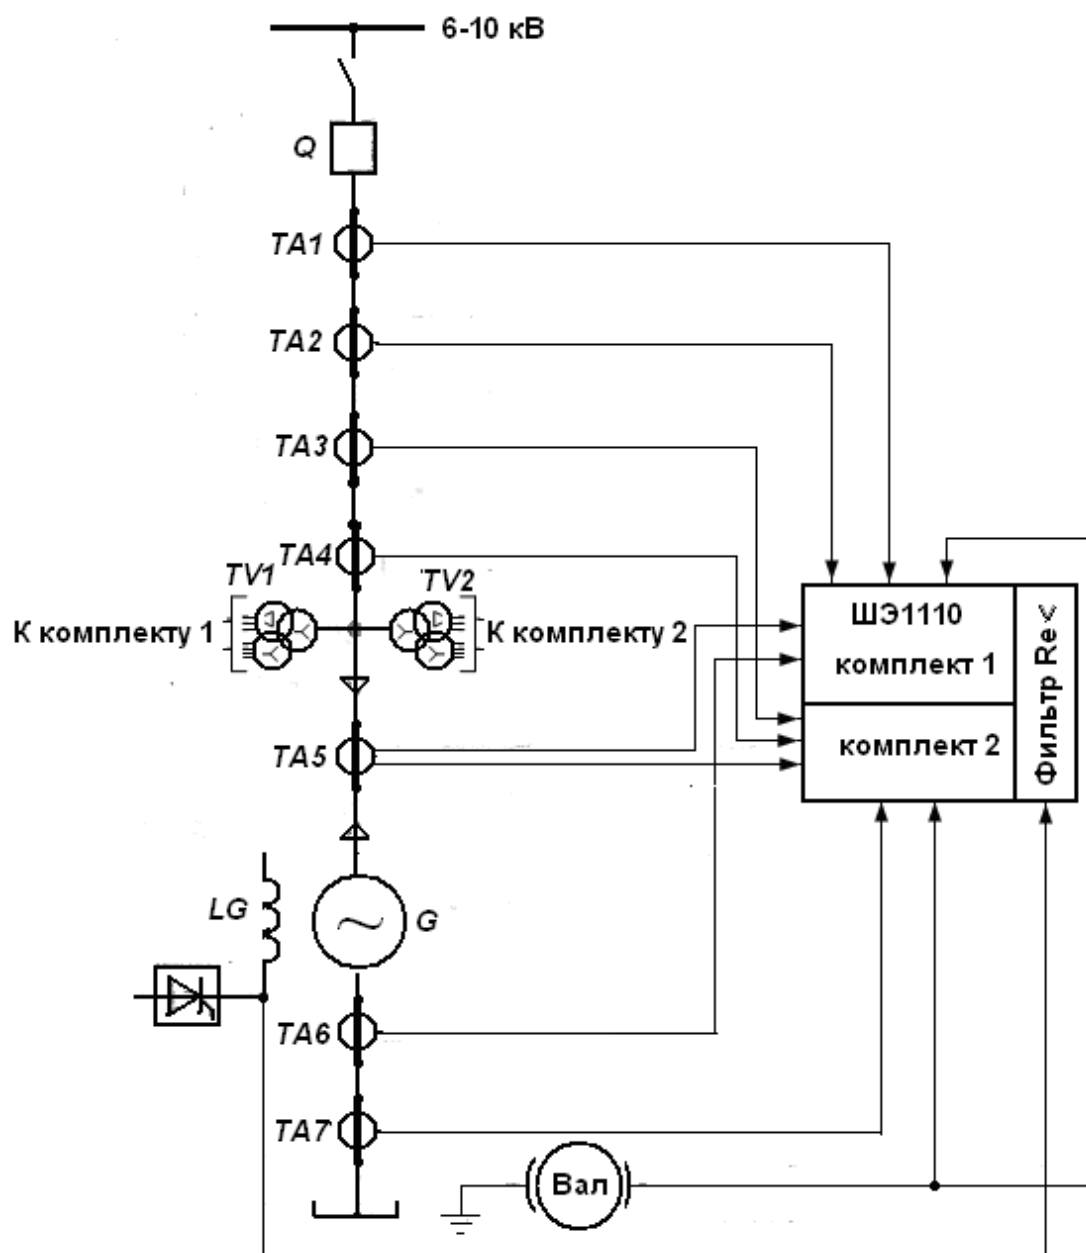 6-10 кВ
Q
TA1
TA2
TA3
TA4
TV1
TV2
К комплекту 1
К комплекту 2
ШЭ1110
комплект 1
комплект 2
Фильтр Re<
TA5
LG
G
TA6
TA7
Вал